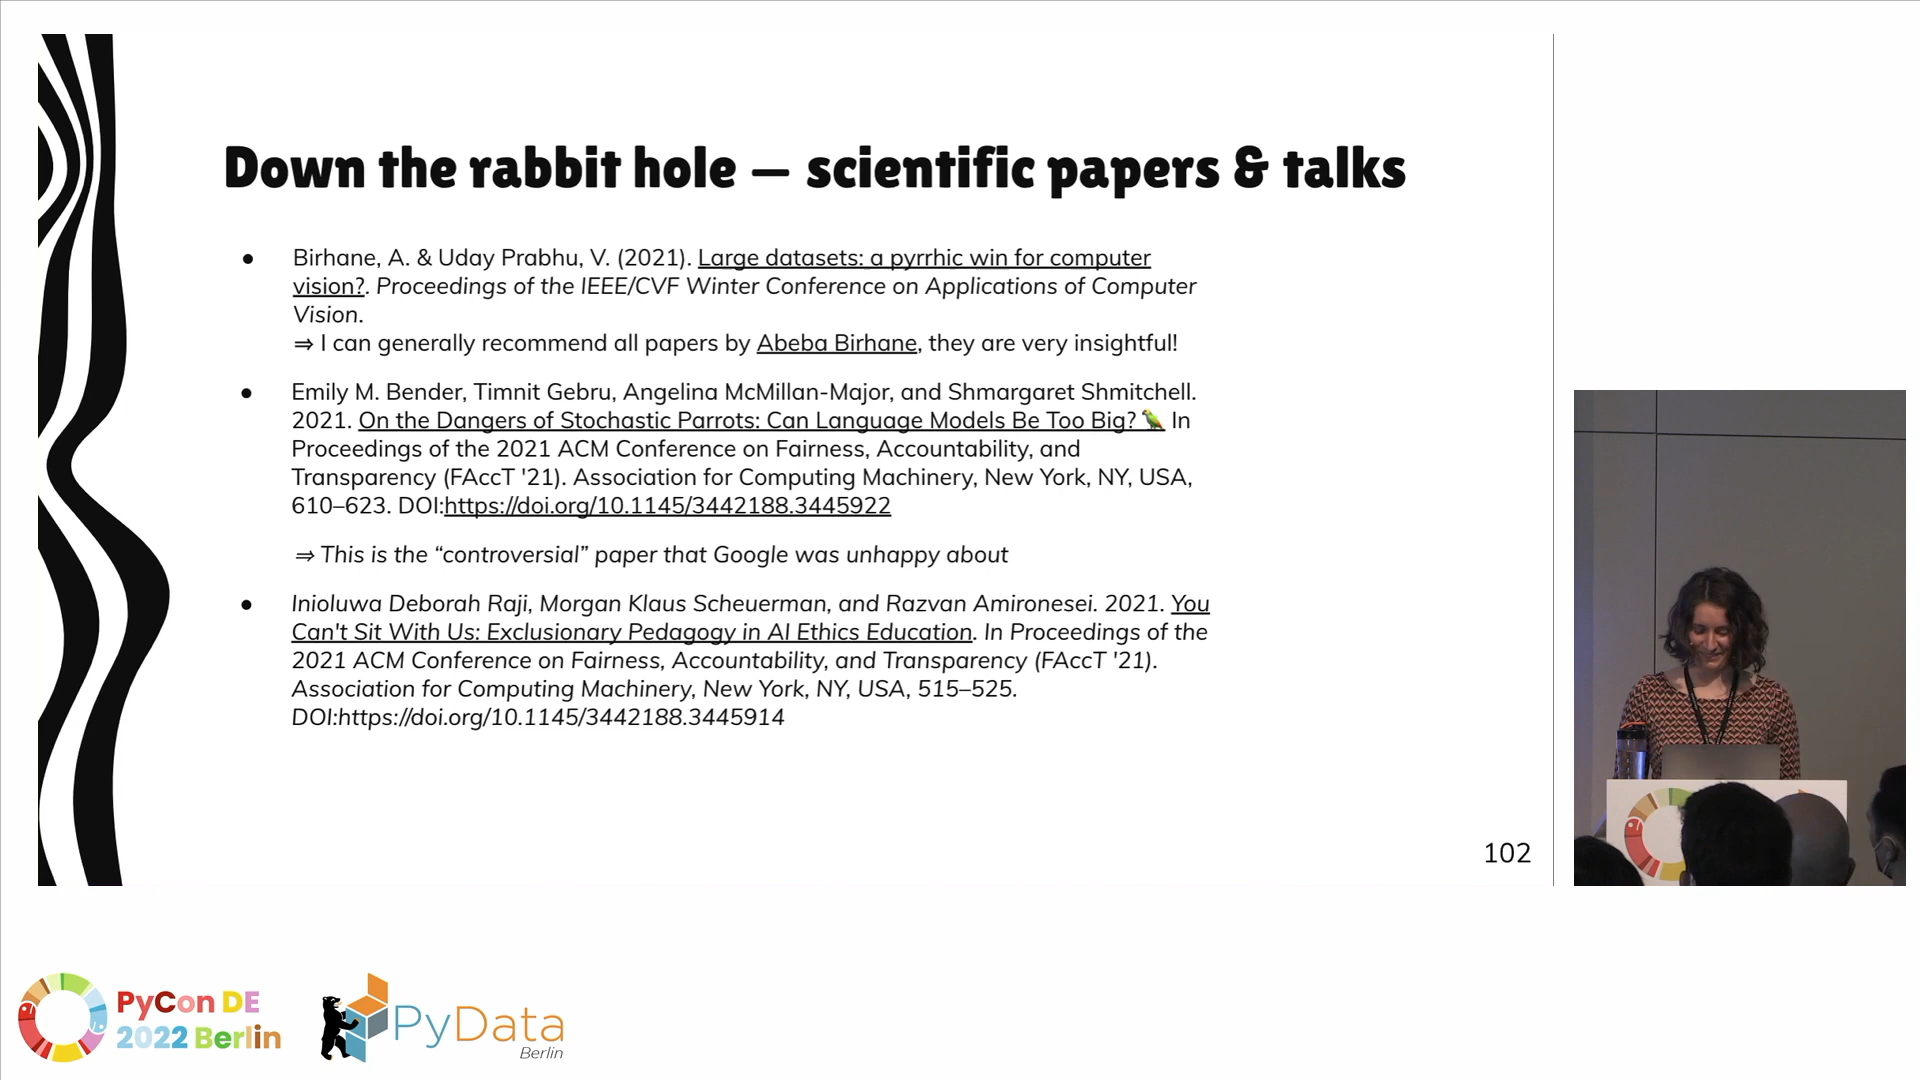 Down the rabbit hole — scientific papers & talks
● Birhane, A. & Uday Prabhu, V. (2021). Large datasets: a pyrrhic win for computer
vision?. Proceedings of the IEEE/CVF Winter Conference on Applications of Computer
Vision.
⇒ I can generally recommend all papers by Abeba Birhane, they are very insightful!
● Emily M. Bender, Timnit Gebru, Angelina McMillan-Major, and Shmargaret Shmitchell.
2021. On the Dangers of Stochastic Parrots: Can Language Models Be Too Big? 🦜 In
Proceedings of the 2021 ACM Conference on Fairness, Accountability, and
Transparency (FAccT '21). Association for Computing Machinery, New York, NY, USA,
610–623. DOI:https://doi.org/10.1145/3442188.3445922
⇒ This is the “controversial” paper that Google was unhappy about
● Inioluwa Deborah Raji, Morgan Klaus Scheuerman, and Razvan Amironesei. 2021. You
Can't Sit With Us: Exclusionary Pedagogy in AI Ethics Education. In Proceedings of the
2021 ACM Conference on Fairness, Accountability, and Transparency (FAccT '21).
Association for Computing Machinery, New York, NY, USA, 515–525.
DOI:https://doi.org/10.1145/3442188.3445914
102
PyCon DE
2022 Berlin
PyData
Berlin